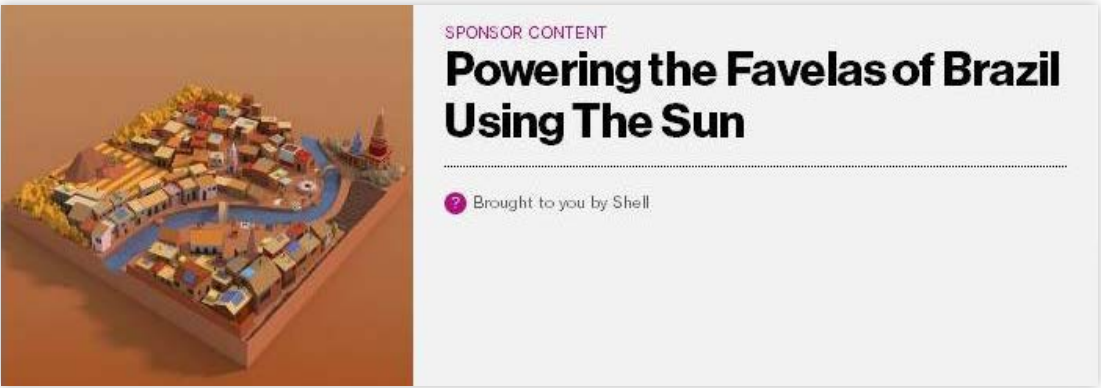 SPONSOR CONTENT
Powering the Favelas of Brazil
Using The Sun
? Brought to you by Shell